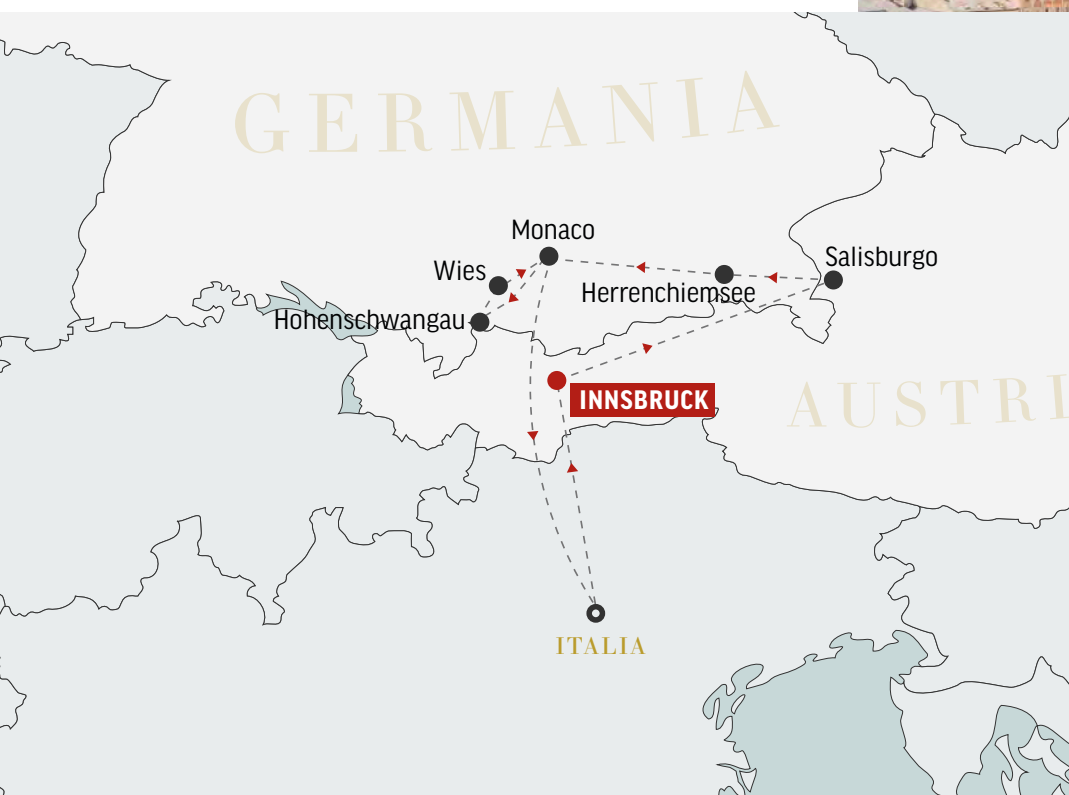 GERMANIA
Monaco
Wies
Salisburgo
Herrenchiemsee
Hohenschwangau
INNSBRUCK
AUSTRI
ITALIA